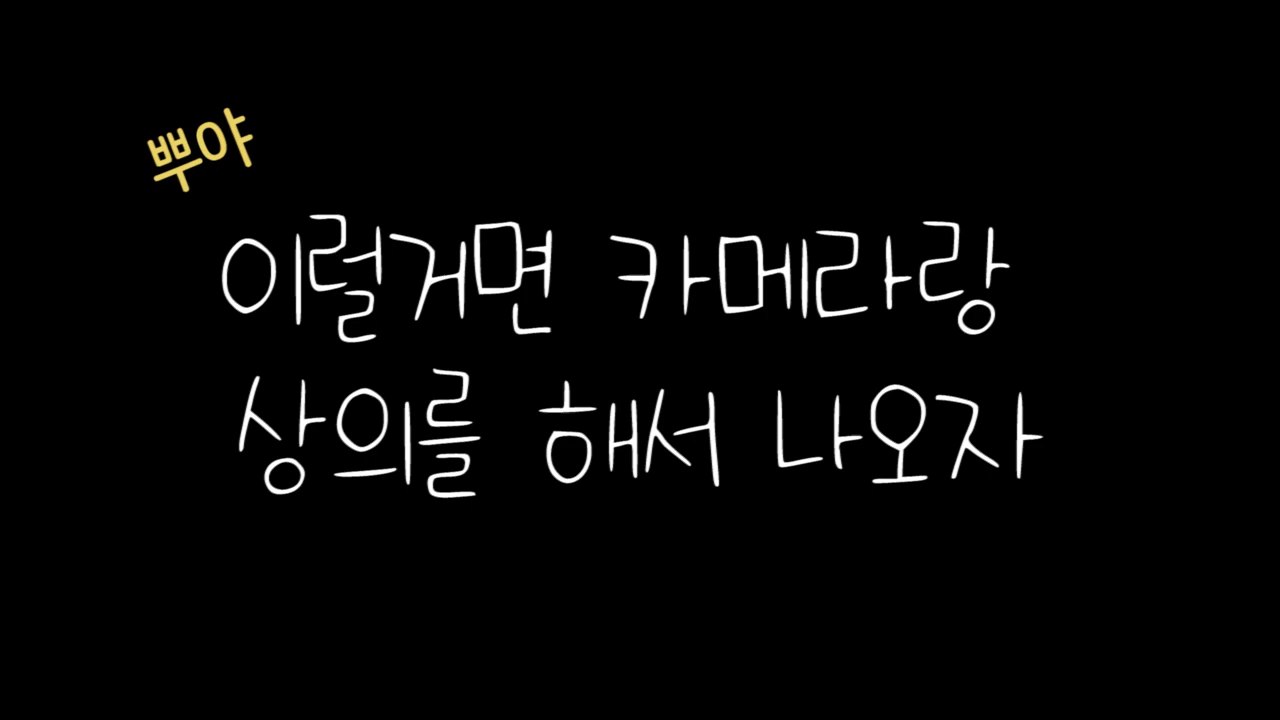 뿌야
이럴거면 카메라랑
상의를 해서 나오자